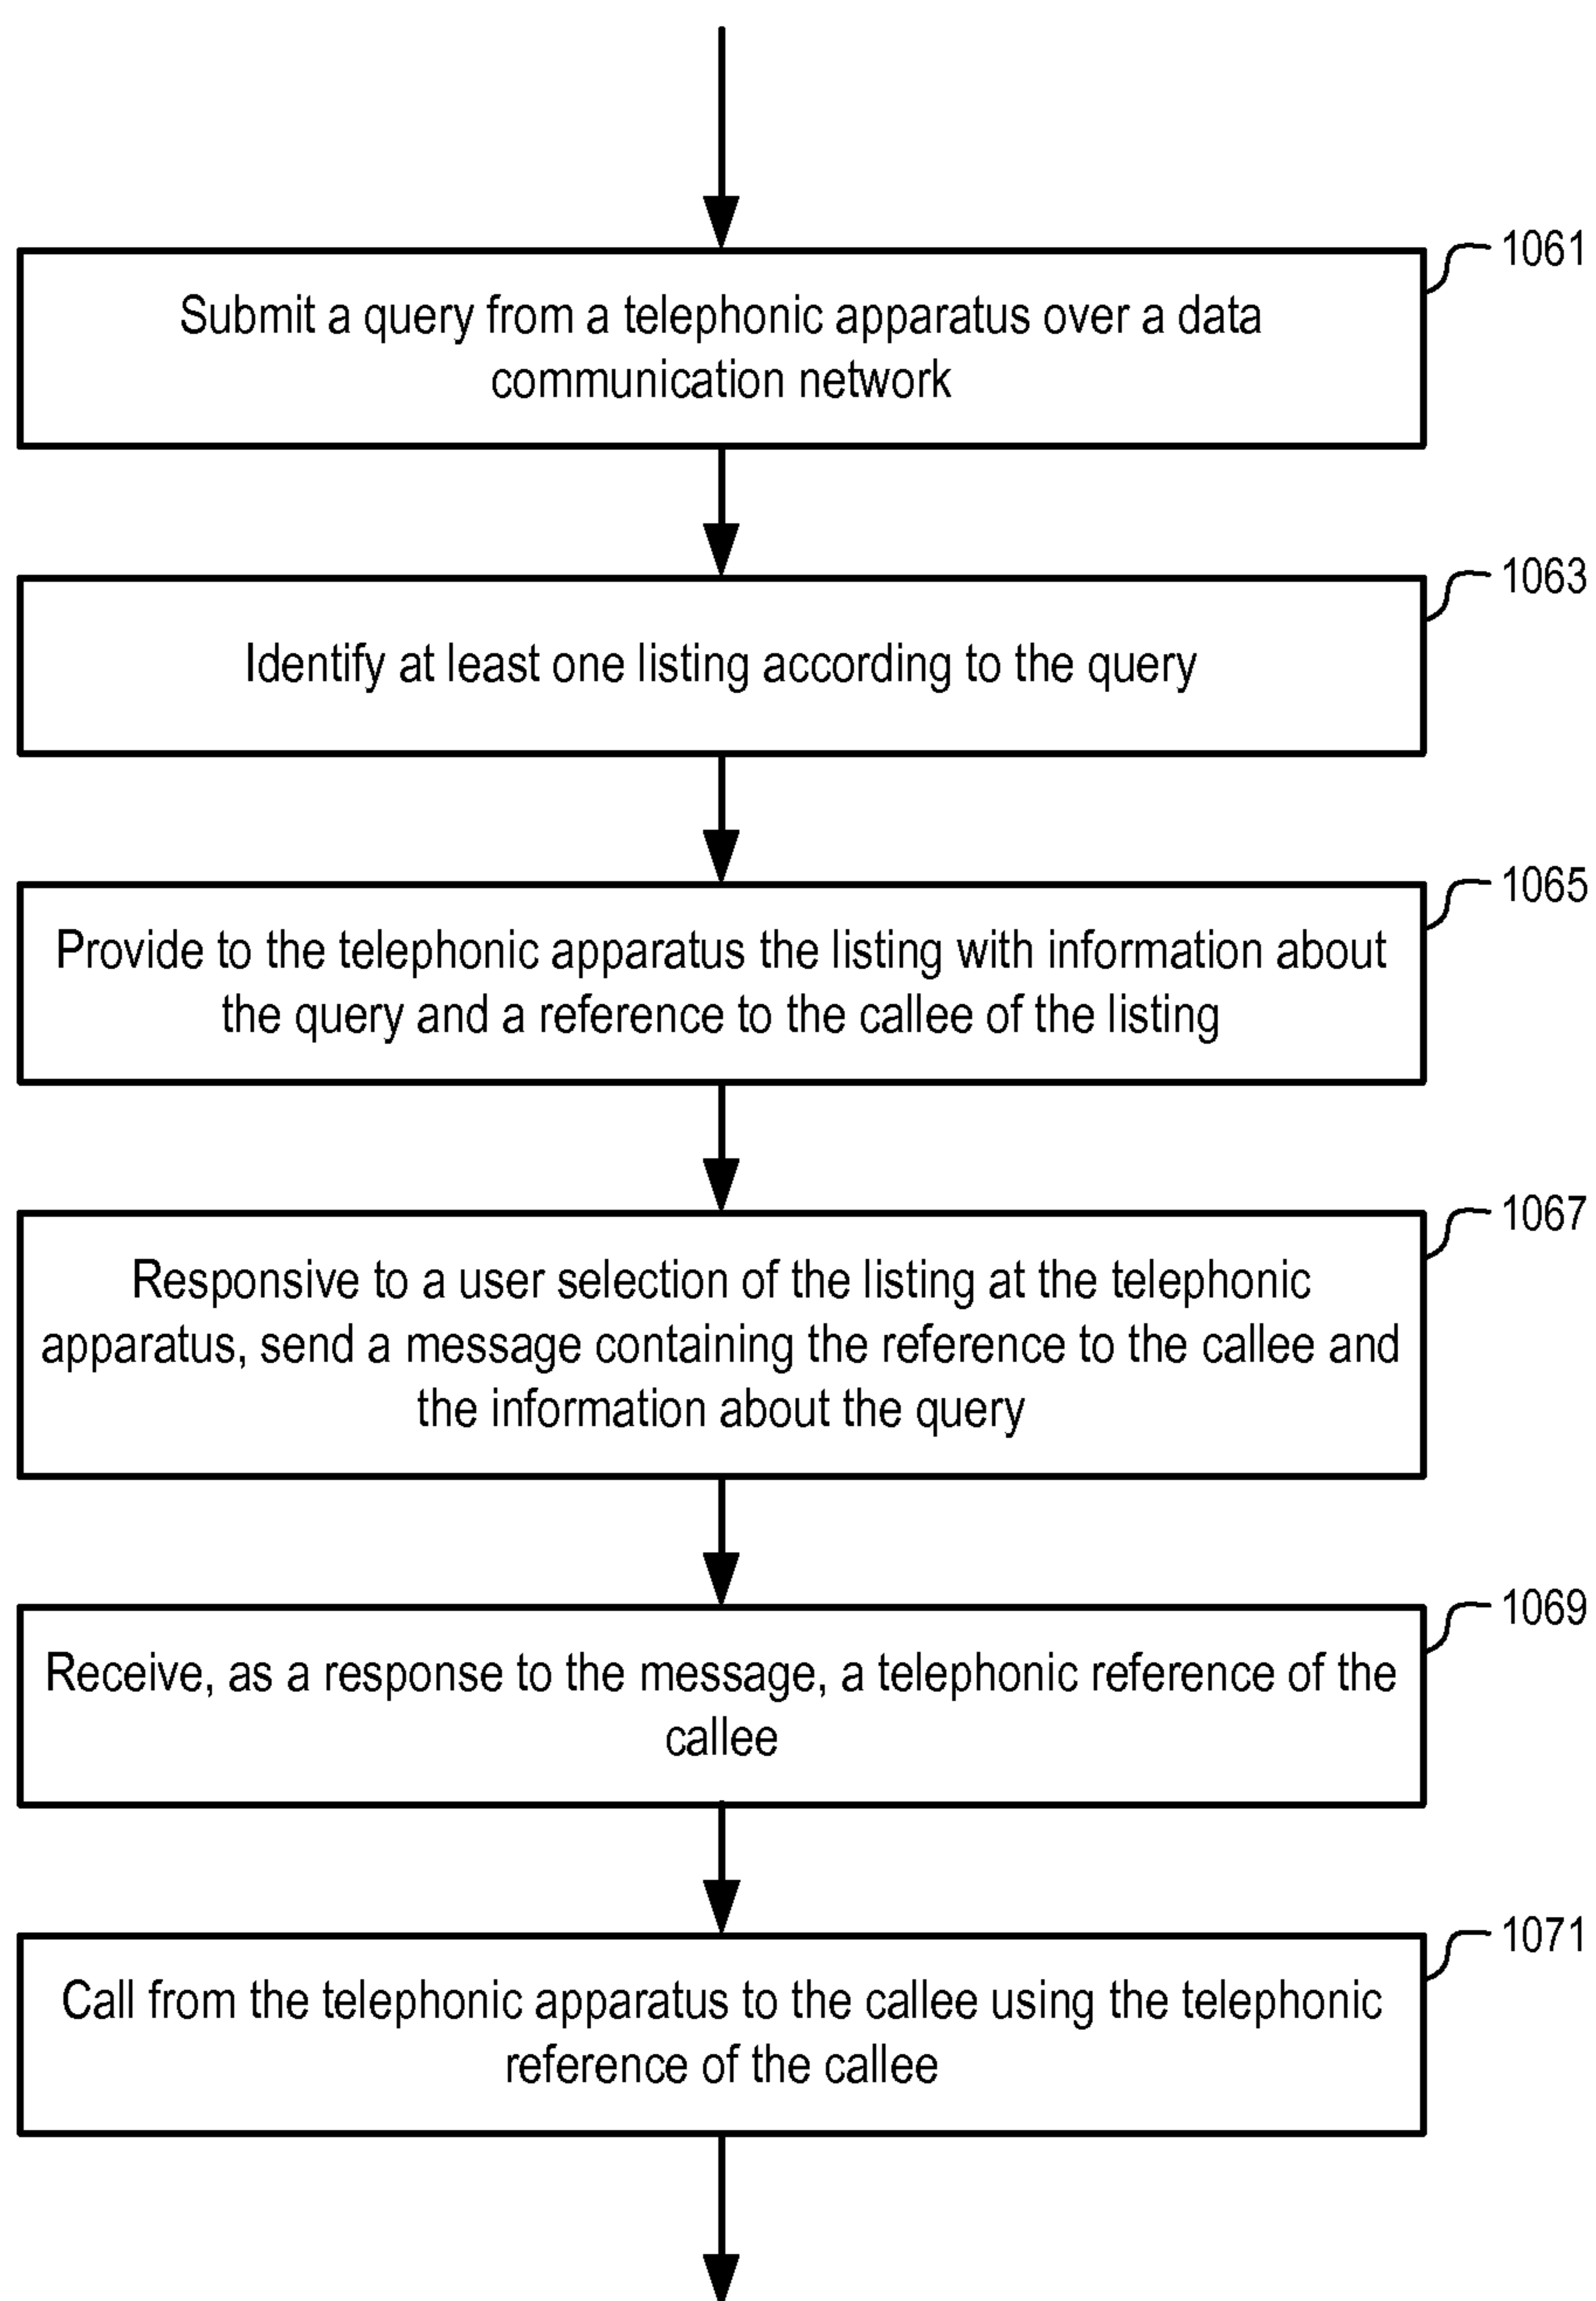 1061
Submit a query from a telephonic apparatus over a data
communication network
1063
Identify at least one listing according to the query
1065
Provide to the telephonic apparatus the listing with information about
the query and a reference to the callee of the listing
1067
Responsive to a user selection of the listing at the telephonic
apparatus, send a message containing the reference to the callee and
the information about the query
1069
Receive, as a response to the message, a telephonic reference of the
callee
1071
Call from the telephonic apparatus to the callee using the telephonic
reference of the callee